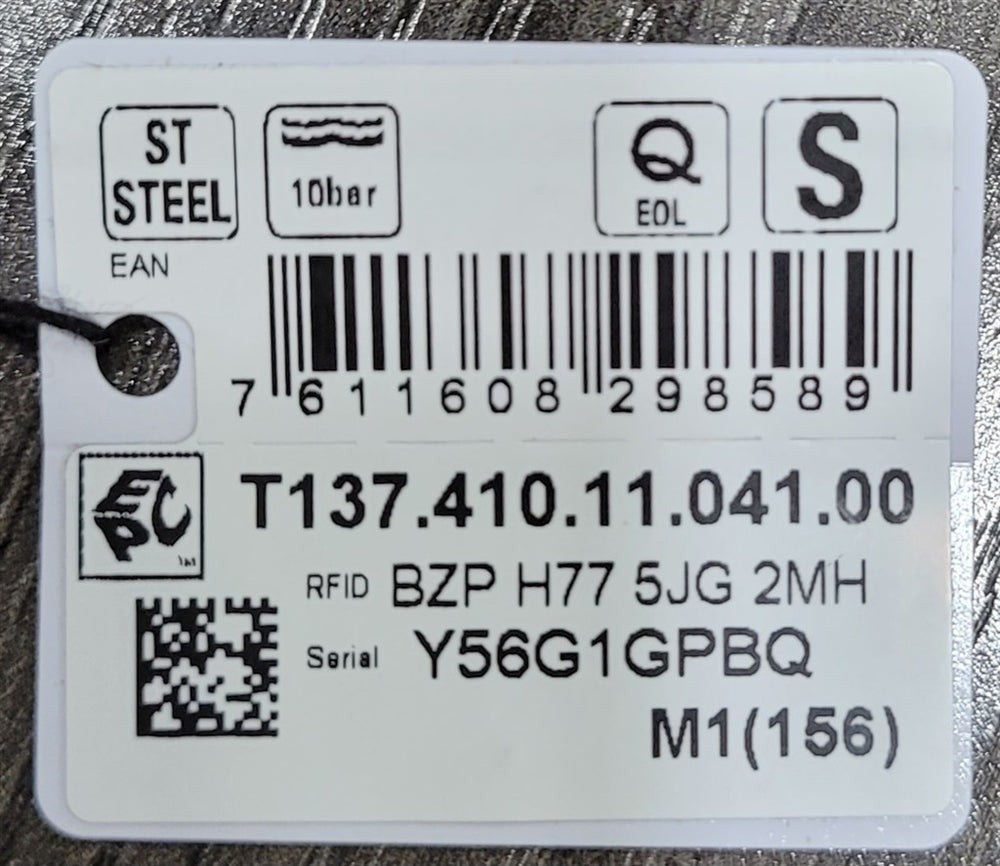 ST
STEEL
10bar
Q
EOL
S
EAN
7 611608 298589
EPC
T137.410.11.041.00
RFID BZP H77 5JG 2MH
Serial Y56G1GPBQ
M1(156)